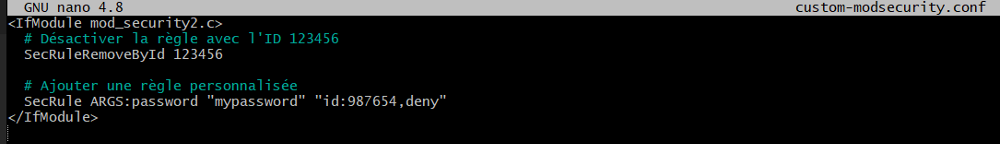 GNU nano 4.8 custom-modsecurity.conf
<IfModule mod_security2.c>
# Désactiver la règle avec l'ID 123456
SecRuleRemoveById 123456
# Ajouter une règle personnalisée
SecRule ARGS:password "mypassword" "id:987654,deny"
</IfModule>